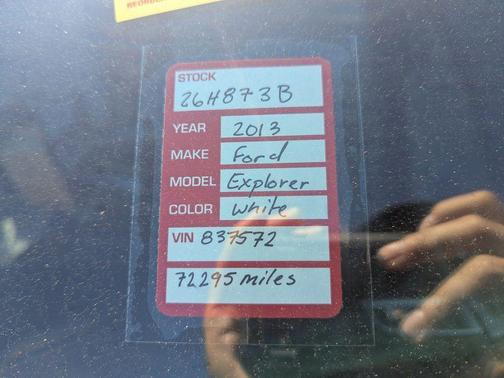 STOCK
26H873B
YEAR 2013
MAKE Ford
MODEL Explorer
COLOR white
VIN 837572
72295 miles